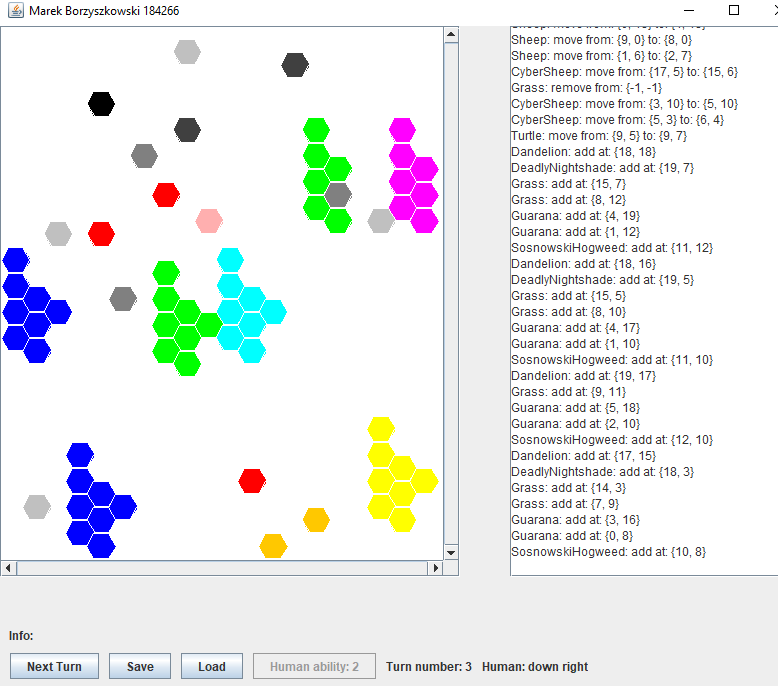 Marek Borzyszkowski 184266
Sheep: move from: to:
Sheep: move from: {9, 0} to: {8, 0}
Sheep: move from: {1, 6} to: {2, 7}
CyberSheep: move from: {17, 5} to: {15, 6}
Grass: remove from: {-1, -1}
CyberSheep: move from: {3, 10} to: {5, 10}
CyberSheep: move from: {5, 3} to: {6, 4}
Turtle: move from: {9, 5} to: {9, 7}
Dandelion: add at: {18, 18}
DeadlyNightshade: add at: {19, 7}
Grass: add at: {15, 7}
Grass: add at: {8, 12}
Guarana: add at: {4, 19}
Guarana: add at: {1, 12}
SosnowskiHogweed: add at: {11, 12}
Dandelion: add at: {18, 16}
DeadlyNightshade: add at: {19, 5}
Grass: add at: {15, 5}
Grass: add at: {8, 10}
Guarana: add at: {4, 17}
Guarana: add at: {1, 10}
SosnowskiHogweed: add at: {11, 10}
Dandelion: add at: {19, 17}
Grass: add at: {9, 11}
Guarana: add at: {5, 18}
Guarana: add at: {2, 10}
SosnowskiHogweed: add at: {12, 10}
Dandelion: add at: {17, 15}
DeadlyNightshade: add at: {18, 3}
Grass: add at: {14, 3}
Grass: add at: {7, 9}
Guarana: add at: {3, 16}
Guarana: add at: {0, 8}
SosnowskiHogweed: add at: {10, 8}
Info:
Next Turn Save Load Human ability: 2 Turn number: 3 Human: down right